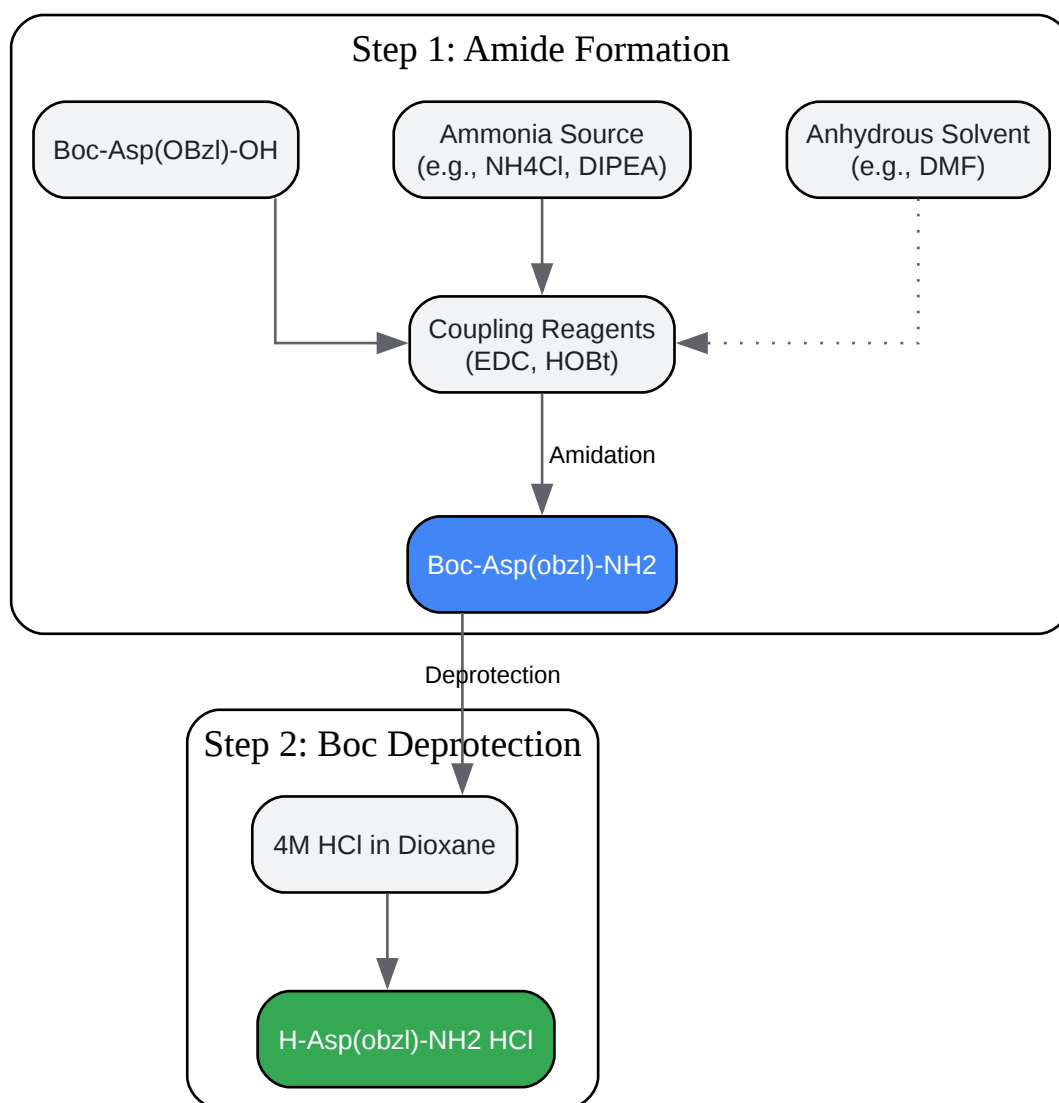 Step 1: Amide Formation
Boc-Asp(OBzl)-OH
Ammonia Source
(e.g., NH4Cl, DIPEA)
Anhydrous Solvent
(e.g., DMF)
Coupling Reagents
(EDC, HOBt)
Amidation
Boc-Asp(obzl)-NH2
Deprotection
Step 2: Boc Deprotection
4M HCl in Dioxane
H-Asp(obzl)-NH2 HCl